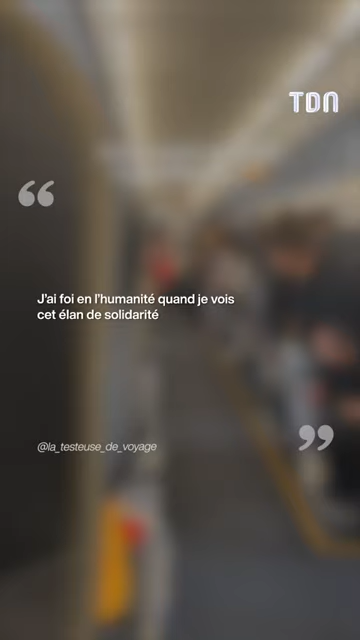 TDN
“
J’ai foi en l’humanité quand je vois
cet élan de solidarité
@la_testeuse_de_voyage
”